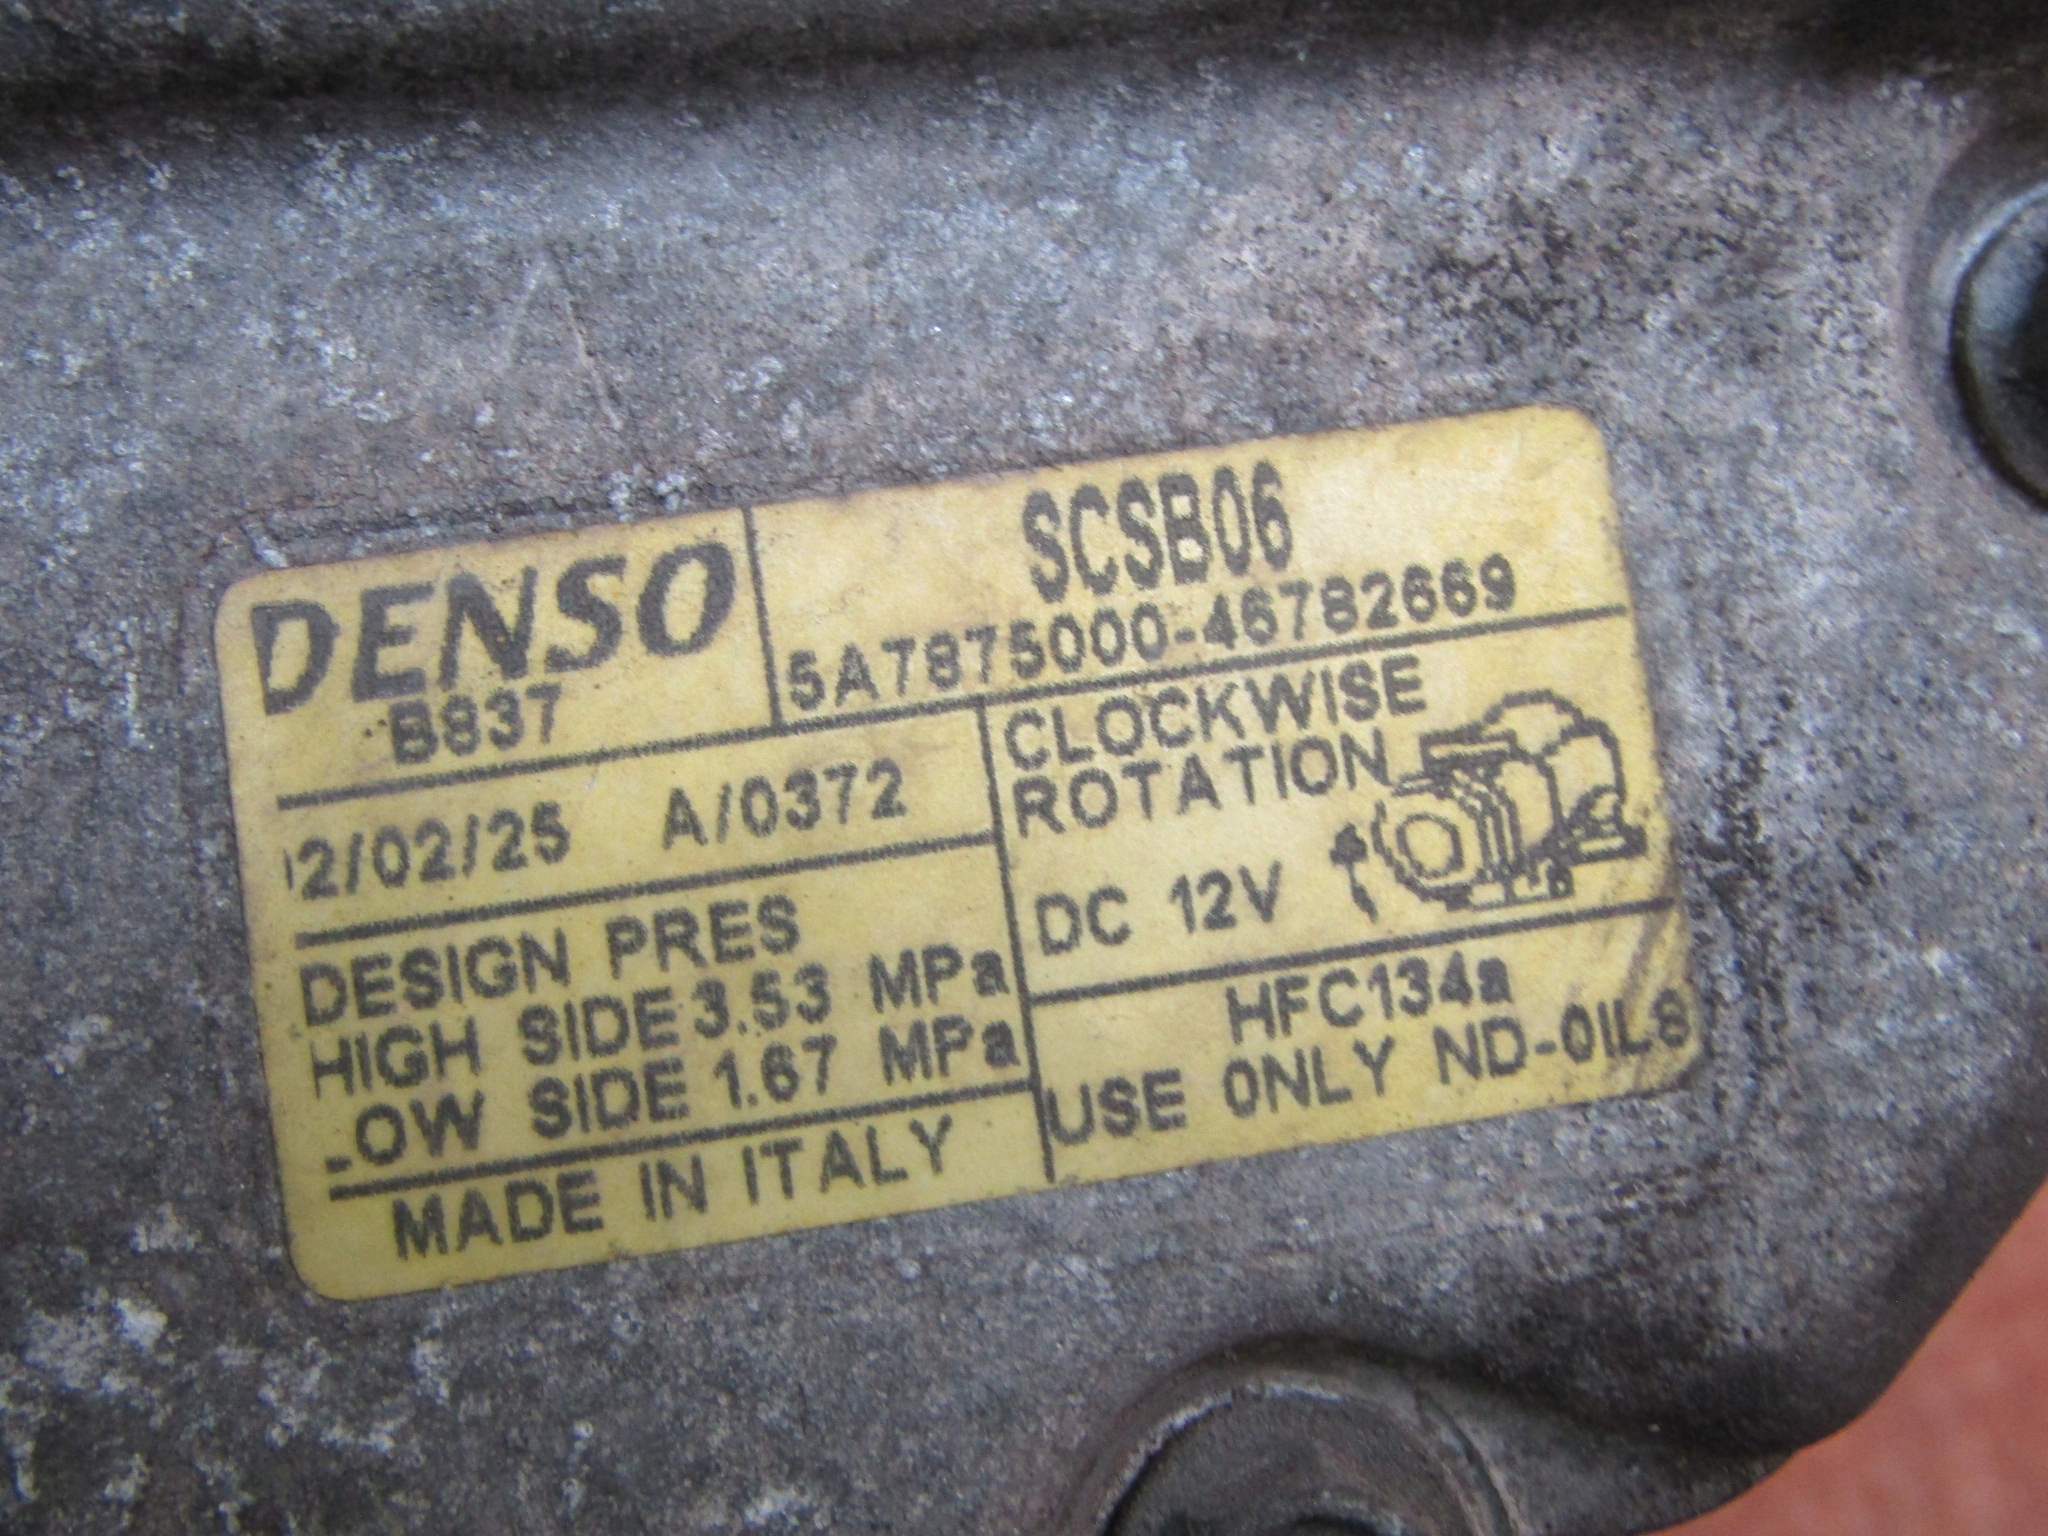 DENSO
B837
SCSB06
5A7875000-46782669
02/02/25 A/0372
CLOCKWISE
ROTATION
DC 12V
DESIGN PRES
HIGH SIDE 3.53 MPa
LOW SIDE 1.67 MPa
HFC134a
USE ONLY ND-OIL8
MADE IN ITALY